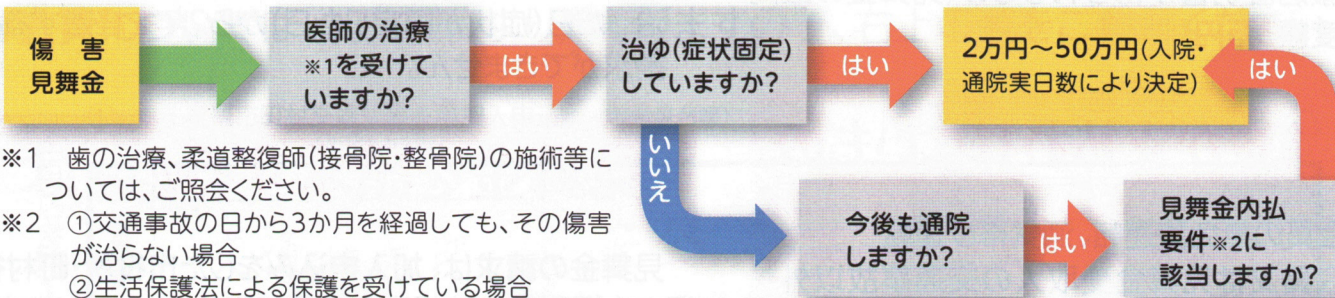 傷 害
見舞金
医師の治療
※1を受けて
いますか?
はい
治ゆ(症状固定)
していますか?
はい
2万円～50万円(入院・
通院実日数により決定)
はい
いいえ
※1 歯の治療、柔道整復師(接骨院・整骨院)の施術等に
ついては、ご照会ください。
※2 ①交通事故の日から3か月を経過しても、その傷害
が治らない場合
②生活保護法による保護を受けている場合
今後も通院
しますか?
はい
見舞金内払
要件※2に
該当しますか?